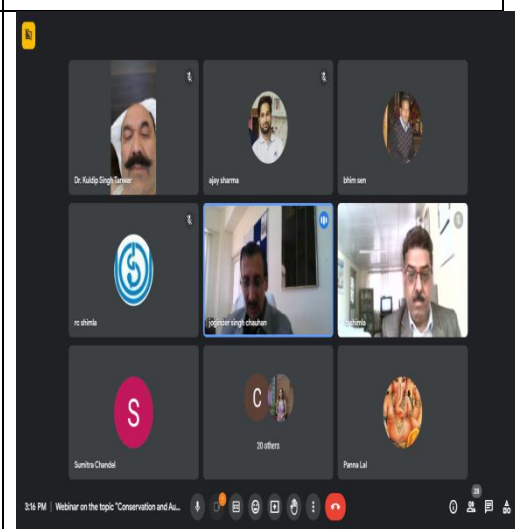 Dr. Kuldip Singh Tanwar
ajay sharma
bhim sen
rc shimla
joginder singh chauhan
S
Sumitra Chandel
C
20 others
Panna Lal
3:16 PM | Webinar on the topic "Conservation and Au...
28